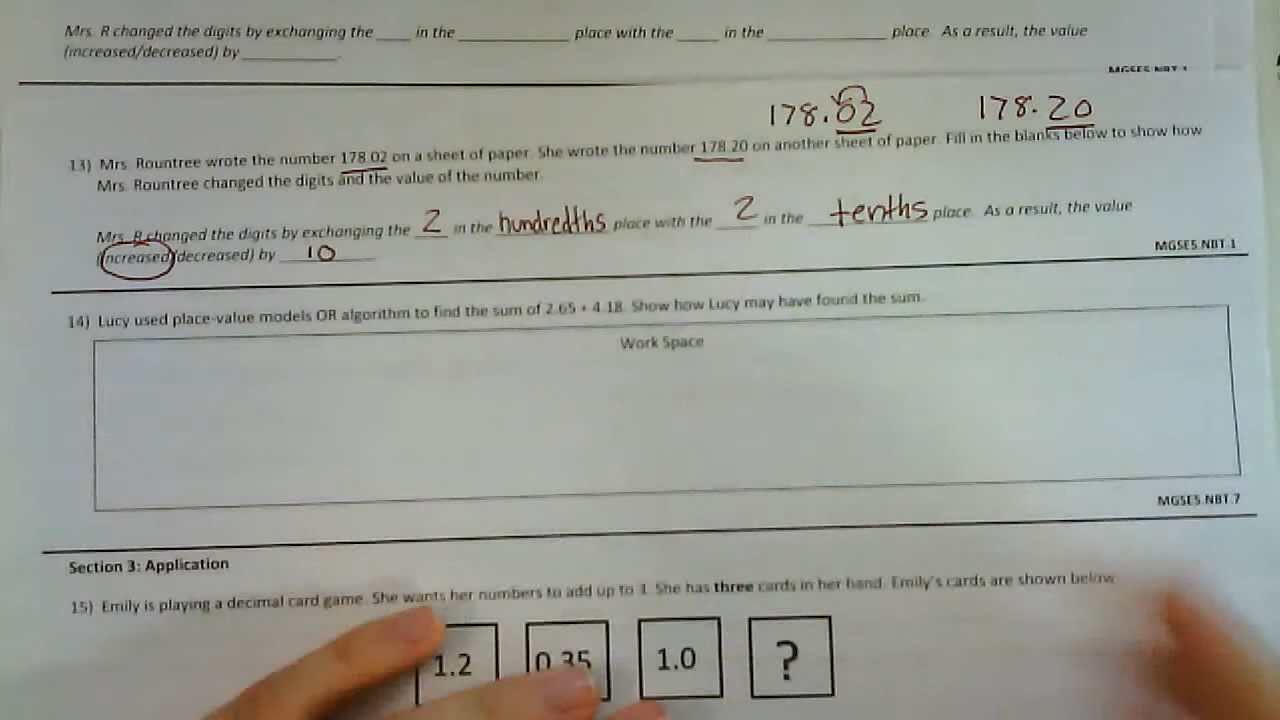 Mrs. R changed the digits by exchanging the ____ in the ____________ place with the ____ in the ____________ place. As a result, the value
(increased/decreased) by __________.
178.02 178.20
13) Mrs. Rountree wrote the number 178.02 on a sheet of paper. She wrote the number 178.20 on another sheet of paper. Fill in the blanks below to show how
Mrs. Rountree changed the digits and the value of the number.
Mrs. R changed the digits by exchanging the 2 in the hundredths place with the 2 in the tenths place. As a result, the value
(increased/decreased) by 10
MGSE5.NBT.1
14) Lucy used place-value models OR algorithm to find the sum of 2.65 + 4.18. Show how Lucy may have found the sum.
Work Space
MGSE5.NBT.7
Section 3: Application
15) Emily is playing a decimal card game. She wants her numbers to add up to 3. She has three cards in her hand. Emily's cards are shown below
1.2 0.35 1.0 ?